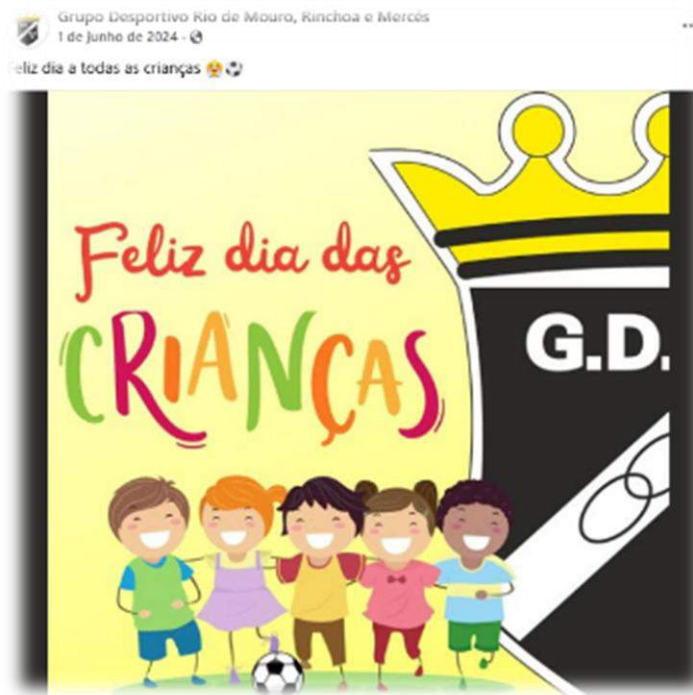 Grupo Desportivo Rio de Mouro, Rinchoa e Mercês
1 de Junho de 2024 ·
eliz dia a todas as crianças
Feliz dia das
CRIANÇAS
G.D.